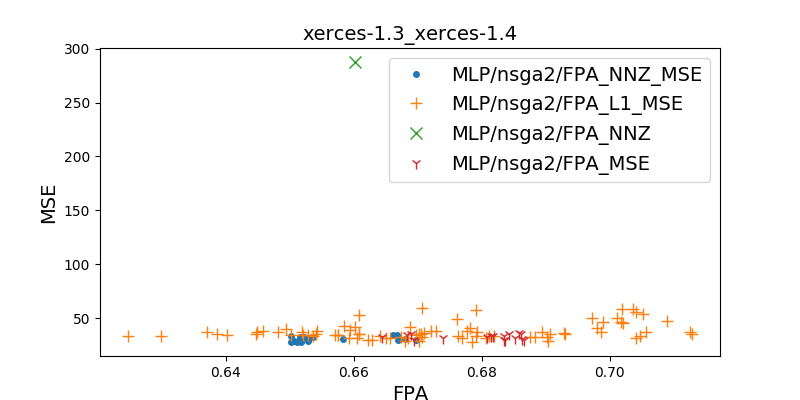 xerces-1.3_xerces-1.4
300
250
200
150
100
50
MSE
MLP/nsga2/FPA_NNZ_MSE
MLP/nsga2/FPA_L1_MSE
MLP/nsga2/FPA_NNZ
MLP/nsga2/FPA_MSE
0.64
0.66
0.68
0.70
FPA